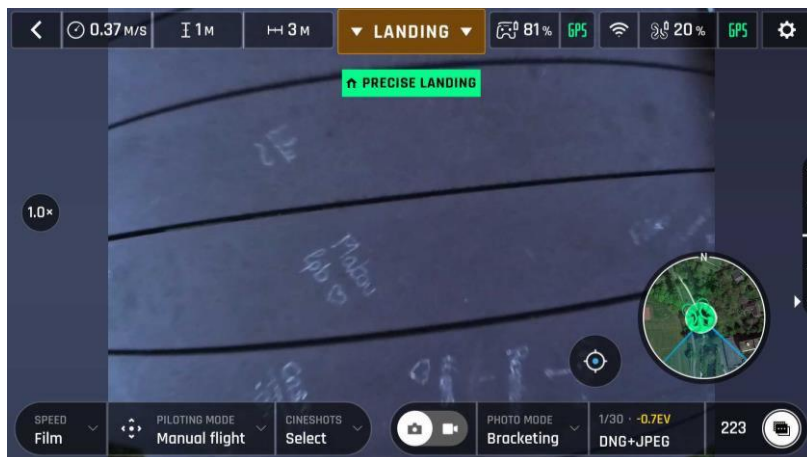 0.37 M/S
1 M
3 M
LANDING
81 %
GPS
20 %
GPS
PRECISE LANDING
1.0×
Matou
N
SPEED
Film
PILOTING MODE
Manual flight
CINESHOTS
Select
PHOTO MODE
Bracketing
1/30 · -0.7EV
DNG+JPEG
223